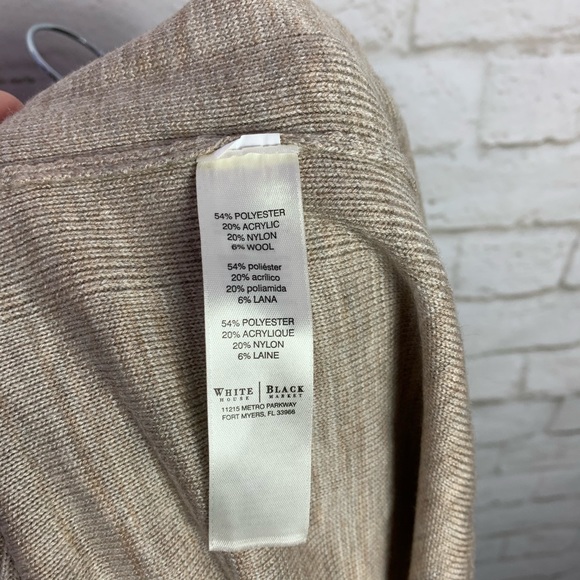 54% POLYESTER
20% ACRYLIC
20% NYLON
6% WOOL
54% poliéster
20% acrílico
20% poliamida
6% LANA
54% POLYESTER
20% ACRYLIQUE
20% NYLON
6% LAINE
WHITE HOUSE | BLACK MARKET
11215 METRO PARKWAY
FORT MYERS, FL 33966